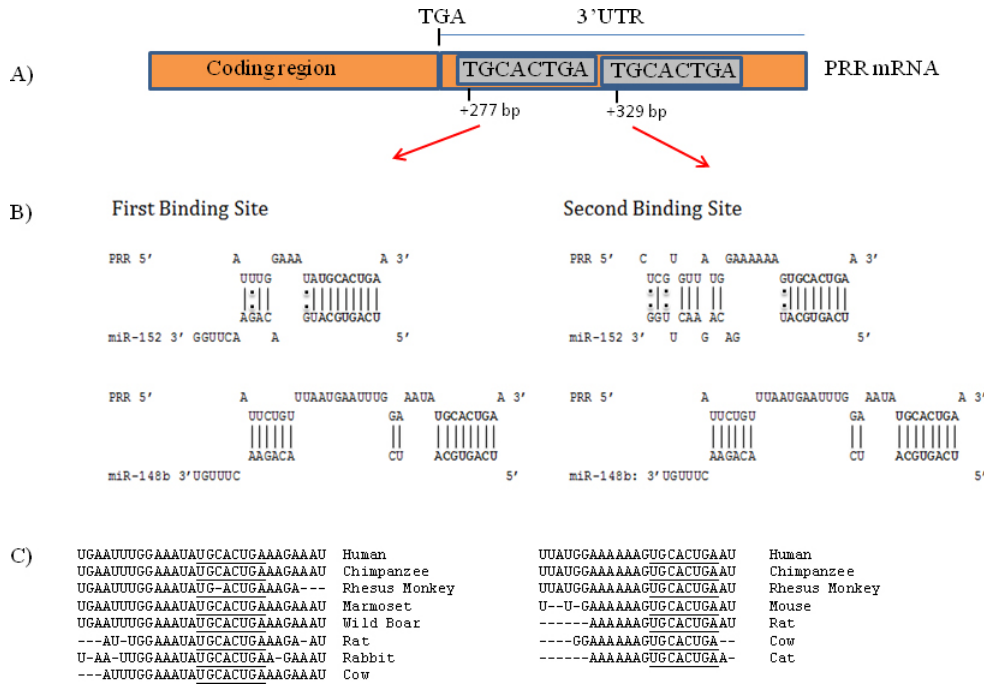 TGA 3'UTR
A) Coding region TGCACTGA TGCACTGA PRR mRNA
+277 bp +329 bp
B) First Binding Site Second Binding Site
PRR 5' A GAAA A 3' PRR 5' C U A GAAAAAA A 3'
UUUG UAUGCACUGA UCG GUU UG GUGCACUGA
AGAC GUACGUGACU GGU CAA AC UACGUGACU
miR-152 3' GGUUCA A 5' miR-152 3' U G AG 5'
PRR 5' A UUAAUGAAUUUG AAUA A 3' PRR 5' A UUAAUGAAUUUG AAUA A 3'
UUCUGU GA UGCACUGA UUCUGU GA UGCACUGA
AAGACA CU ACGUGACU AAGACA CU ACGUGACU
miR-148b 3'UGUUUC 5' miR-148b: 3'UGUUUC 5'
C) UGAAUUUGGAAAUAUGCACUGAAAGAAAU Human UUAUGGAAAAAAGUGCACUGAAU Human
UGAAUUUGGAAAUAUGCACUGAAAGAAAU Chimpanzee UUAUGGAAAAAAGUGCACUGAAU Chimpanzee
UGAAUUUGGAAAUAUG-ACUGAAAGA--- Rhesus Monkey UUAUGGAAAAAAGUGCACUGAAU Rhesus Monkey
UGAAUUUGGAAAUAUGCACUGAAAGAAAU Marmoset U--U-GAAAAAAGUGCACUGAAU Mouse
UGAAUUUGGAAAUAUGCACUGAAAGAAAU Wild Boar ------AAAAAAGUGCACUGAAU Rat
---AU-UGGAAAUAUGCACUGAAAGA-AU Rat ----GGAAAAAAGUGCACUGA-- Cow
U-AA-UUGGAAAUAUGCACUGAA-GAAAU Rabbit ------AAAAAAGUGCACUGAA- Cat
---AUUUGGAAAUAUGCACUGAAAGAAAU Cow